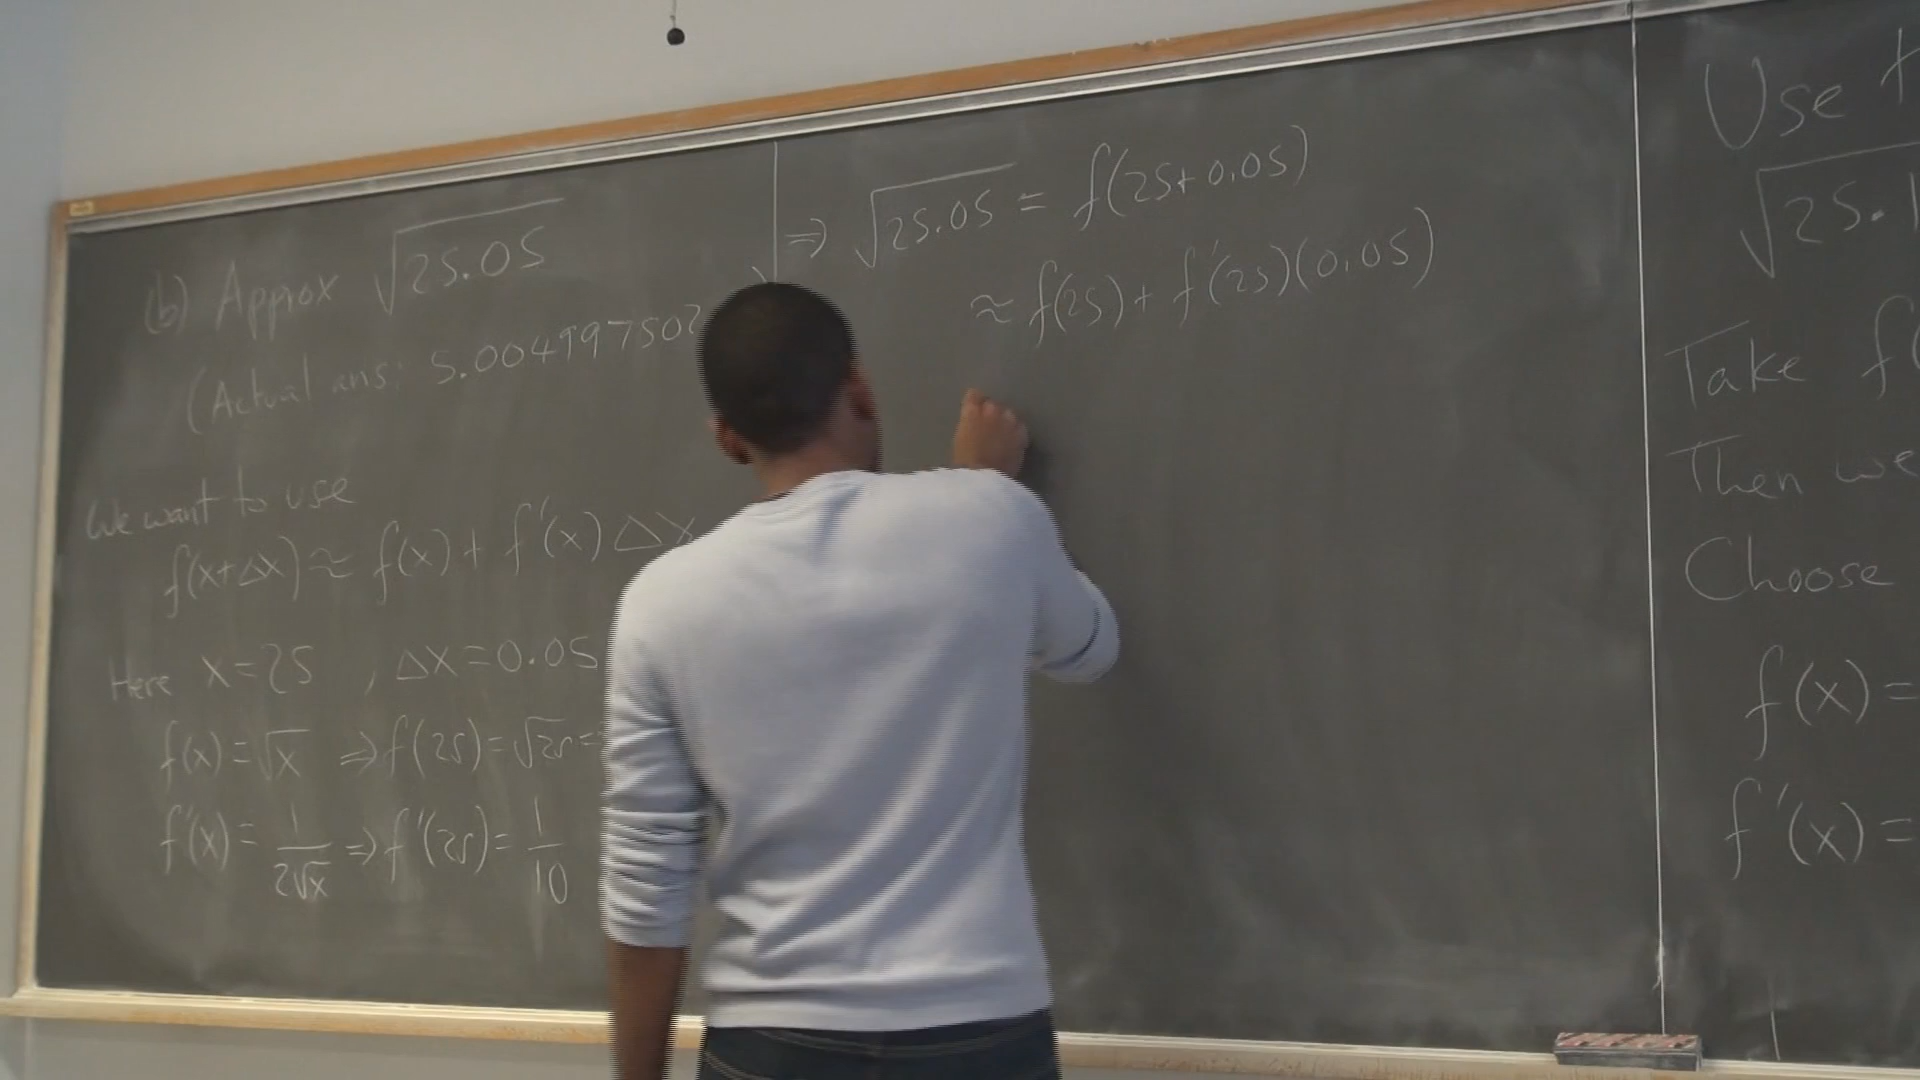 (b) Approx √25.05
(Actual ans: 5.004997502
We want to use
f(x+Δx) ≈ f(x) + f'(x) Δx
Here x=25 , Δx=0.05
f(x) = √x ⇒ f(25) = √25 =
f'(x) = 1/2√x ⇒ f'(25) = 1/10
⇒ √25.05 = f(25+0.05)
≈ f(25) + f'(25)(0.05)
Use
√25.1
Take f(
Then we
Choose
f(x) =
f'(x) =